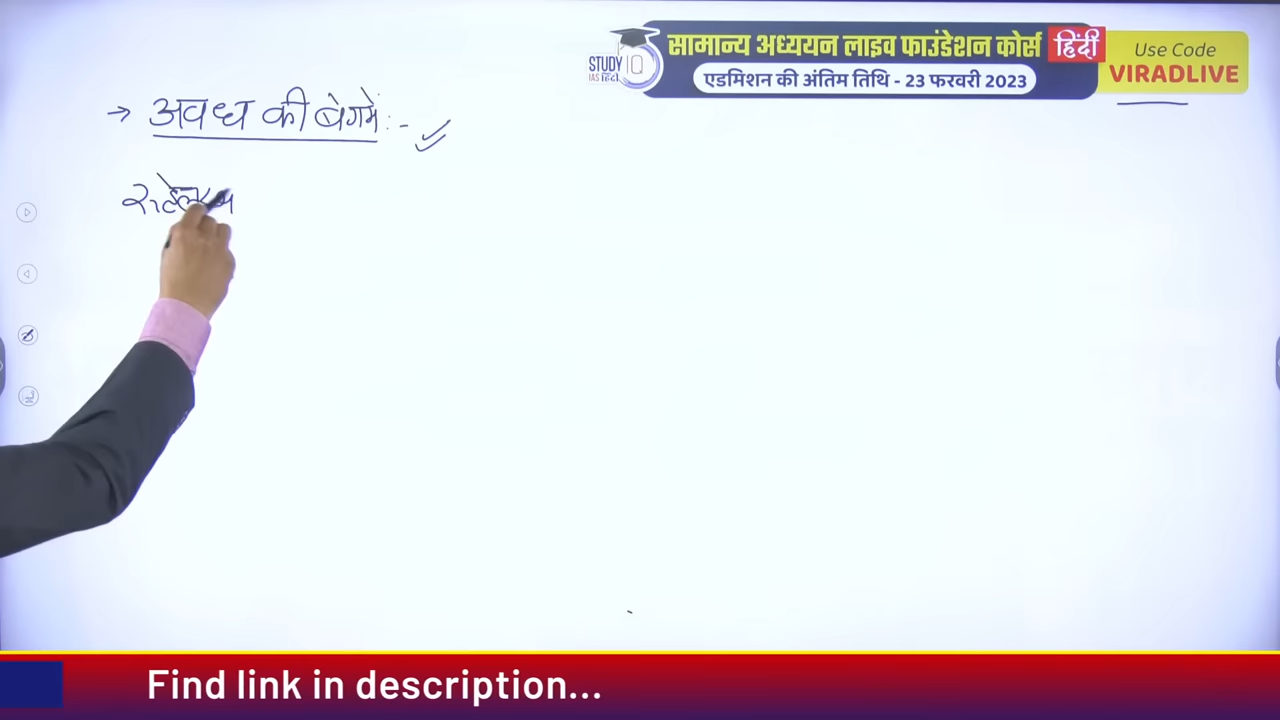 STUDY IQ
IAS हिंदी
सामान्य अध्ययन लाइव फाउंडेशन कोर्स हिंदी
एडमिशन की अंतिम तिथि - 23 फरवरी 2023
Use Code
VIRADLIVE
→ अवध की बेगमें :-
Find link in description...